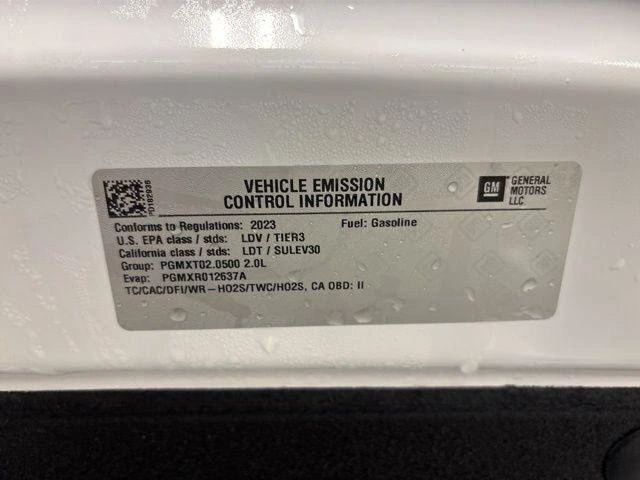 VEHICLE EMISSION
CONTROL INFORMATION
GM GENERAL
MOTORS
LLC.
Conforms to Regulations: 2023 Fuel: Gasoline
U.S. EPA class / stds: LDV / TIER3
California class / stds: LDT / SULEV30
Group: PGMXT02.0500 2.0L
Evap: PGMXR012637A
TC/CAC/DFI/WR-HO2S/TWC/HO2S, CA OBD: II